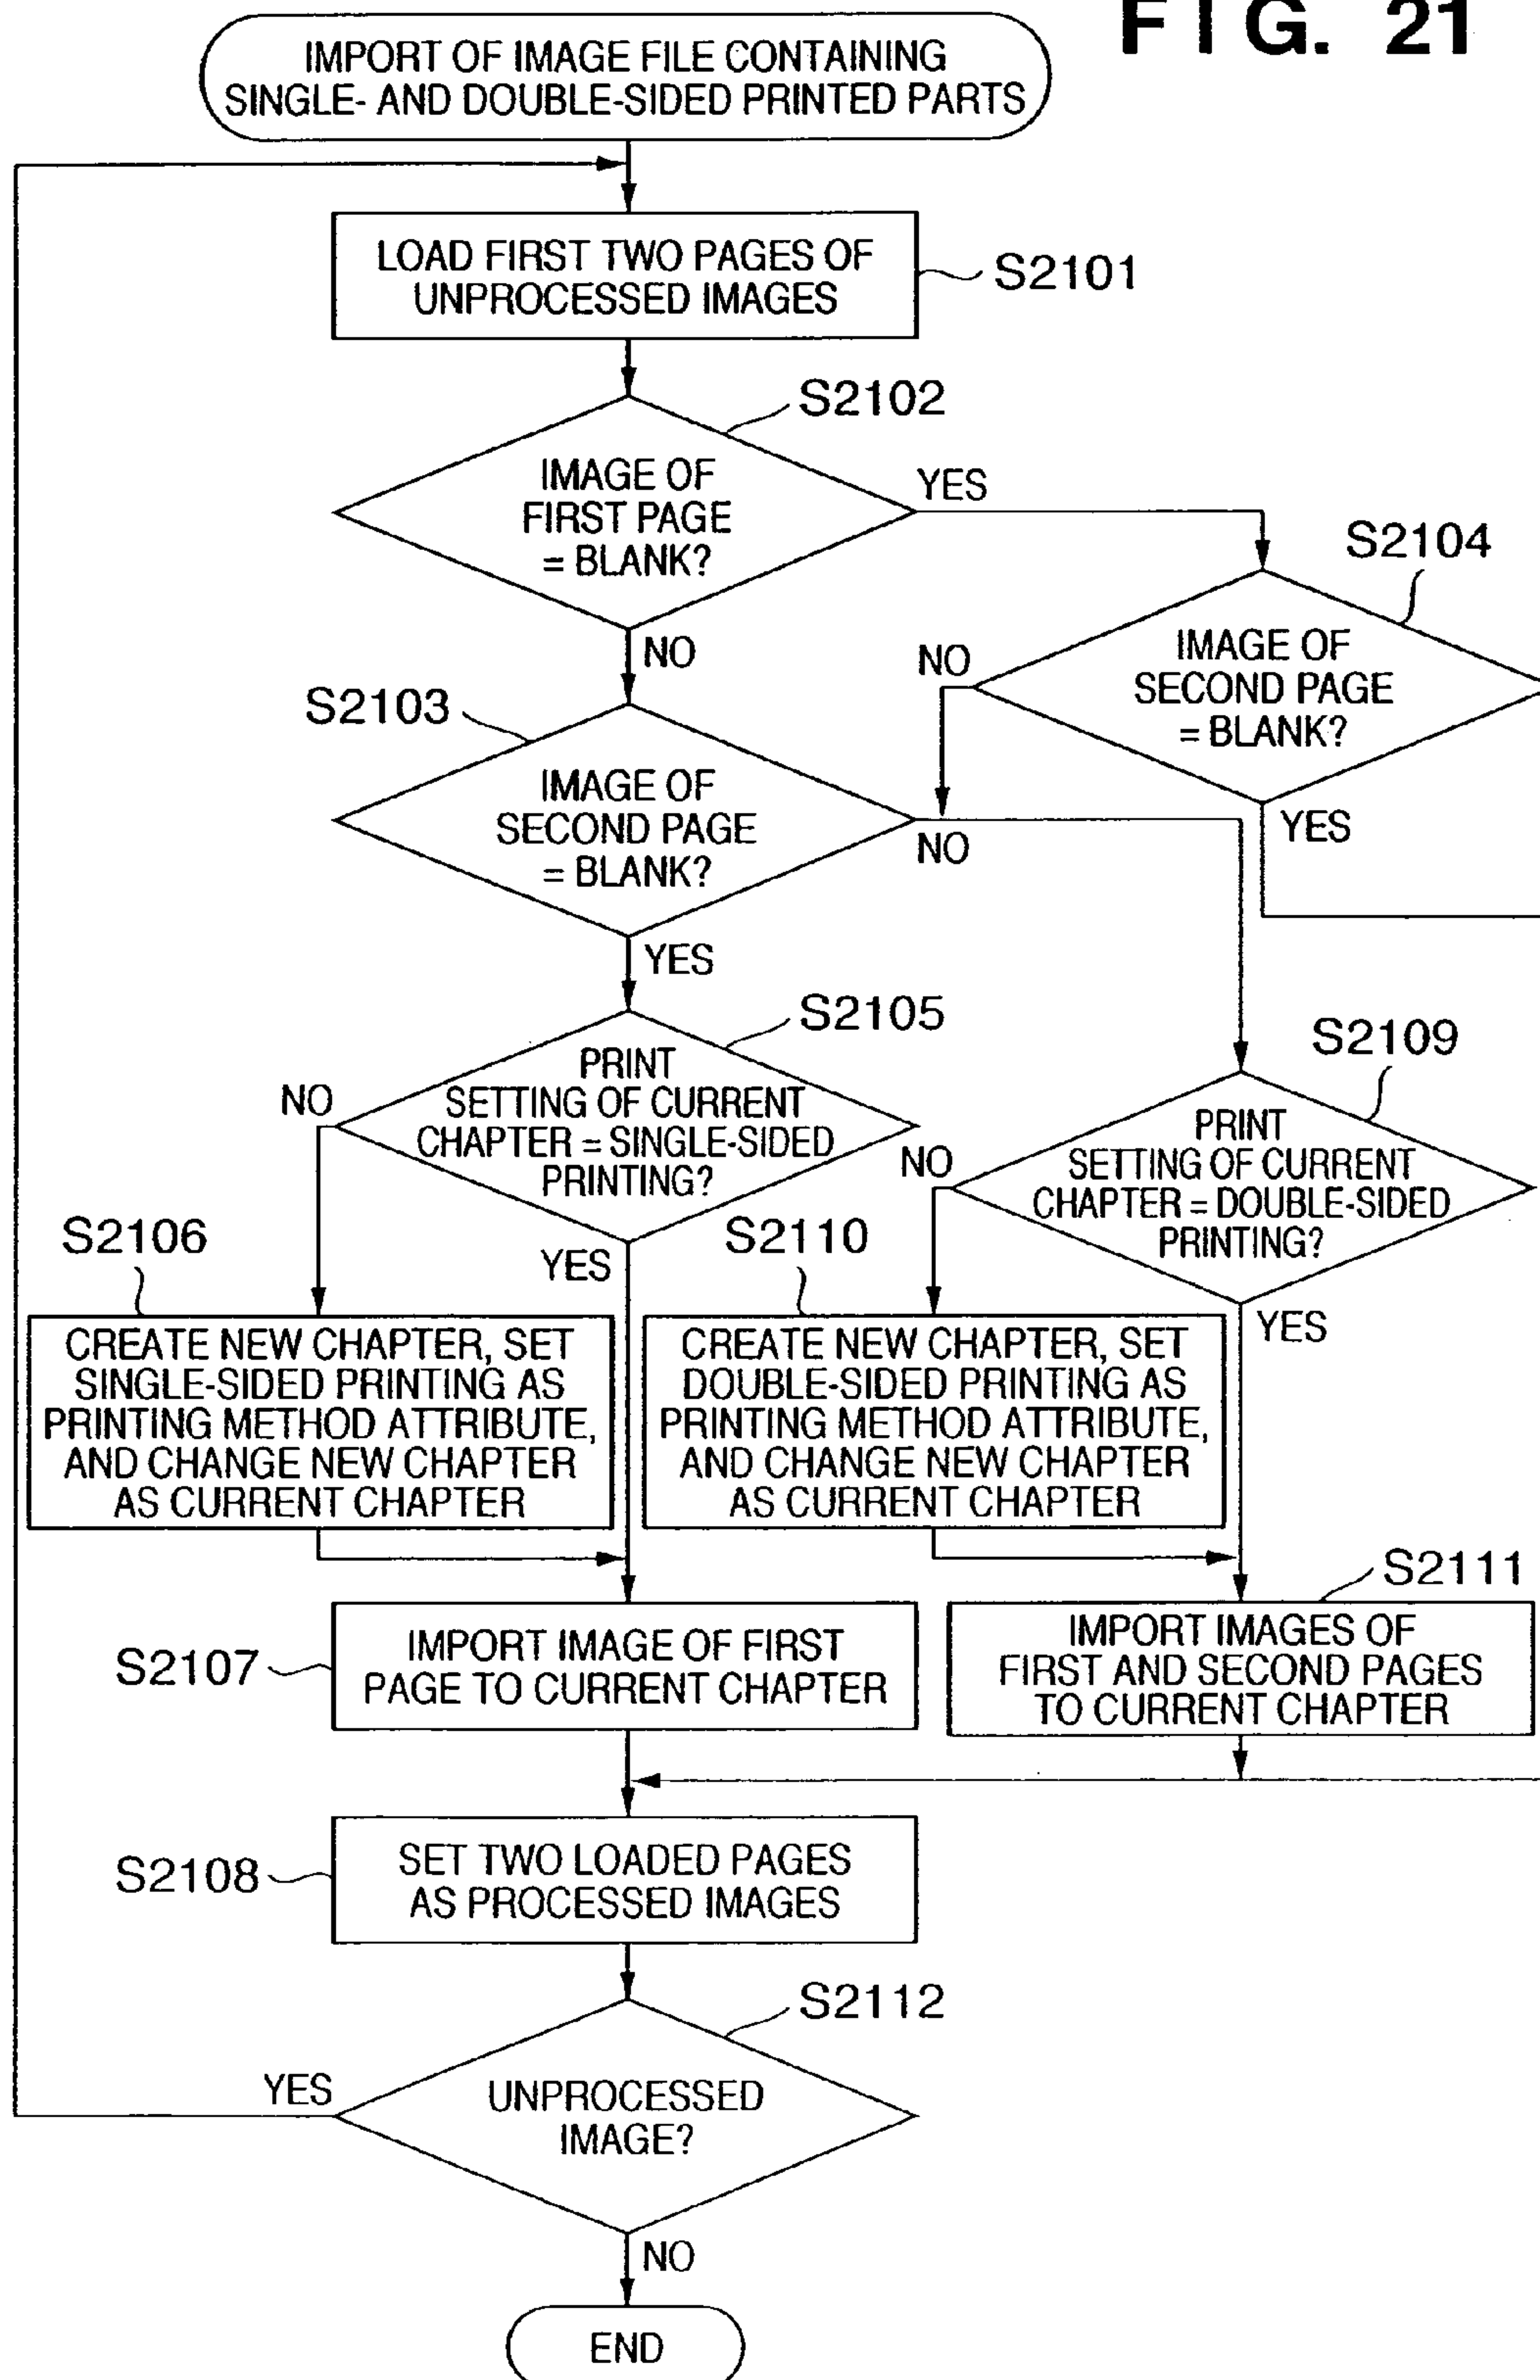 FIG. 21
IMPORT OF IMAGE FILE CONTAINING
SINGLE- AND DOUBLE-SIDED PRINTED PARTS
LOAD FIRST TWO PAGES OF
UNPROCESSED IMAGES
S2101
S2102
IMAGE OF
FIRST PAGE
= BLANK?
YES
NO
S2104
IMAGE OF
SECOND PAGE
= BLANK?
NO
YES
S2103
IMAGE OF
SECOND PAGE
= BLANK?
NO
YES
S2105
PRINT
SETTING OF CURRENT
CHAPTER = SINGLE-SIDED
PRINTING?
NO
YES
S2109
PRINT
SETTING OF CURRENT
CHAPTER = DOUBLE-SIDED
PRINTING?
NO
YES
S2106
CREATE NEW CHAPTER, SET
SINGLE-SIDED PRINTING AS
PRINTING METHOD ATTRIBUTE,
AND CHANGE NEW CHAPTER
AS CURRENT CHAPTER
S2110
CREATE NEW CHAPTER, SET
DOUBLE-SIDED PRINTING AS
PRINTING METHOD ATTRIBUTE,
AND CHANGE NEW CHAPTER
AS CURRENT CHAPTER
S2107
IMPORT IMAGE OF FIRST
PAGE TO CURRENT CHAPTER
S2111
IMPORT IMAGES OF
FIRST AND SECOND PAGES
TO CURRENT CHAPTER
S2108
SET TWO LOADED PAGES
AS PROCESSED IMAGES
S2112
UNPROCESSED
IMAGE?
YES
NO
END